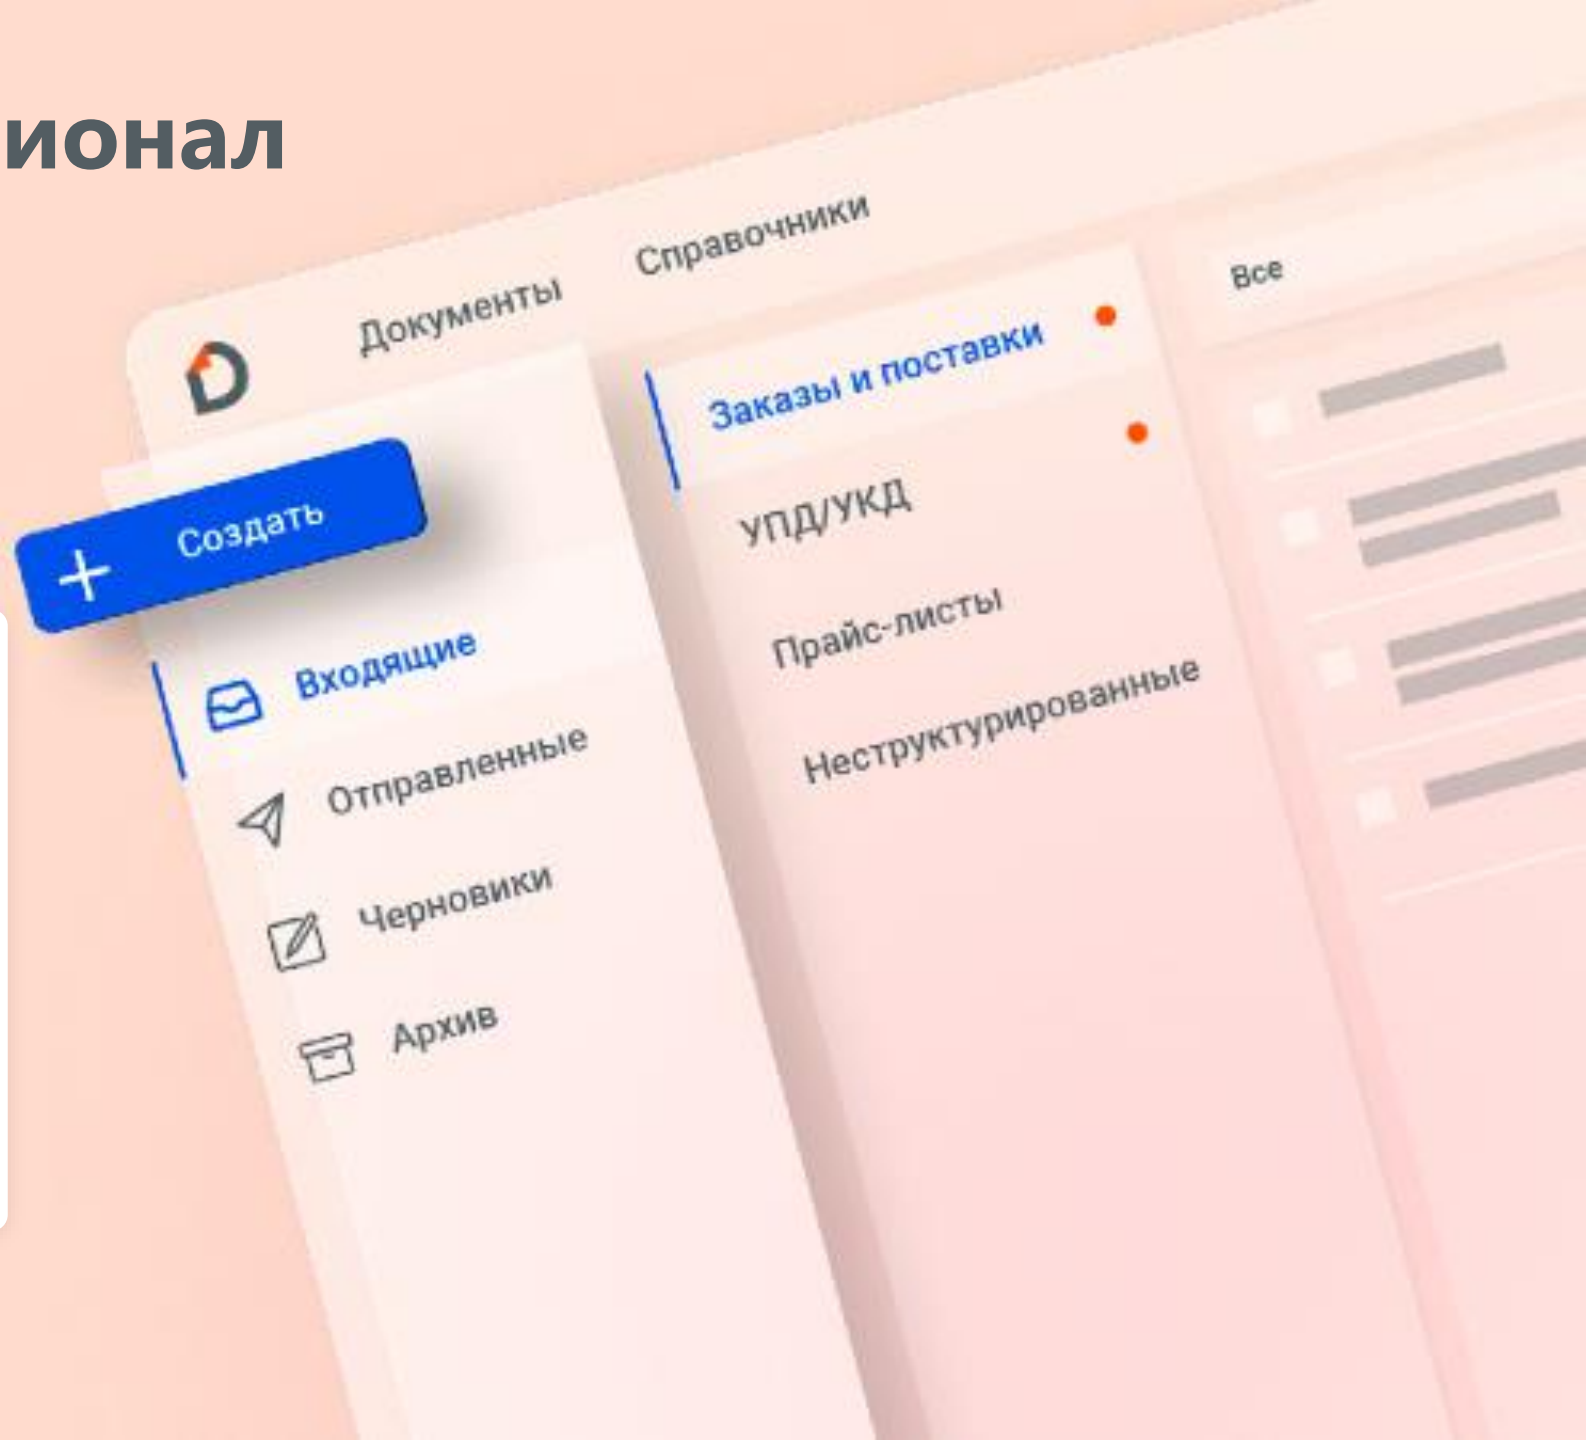 ионал
Документы
Справочники
Создать
Входящие
Отправленные
Черновики
Архив
Заказы и поставки
УПД/УКД
Прайс-листы
Неструктурированные
Все